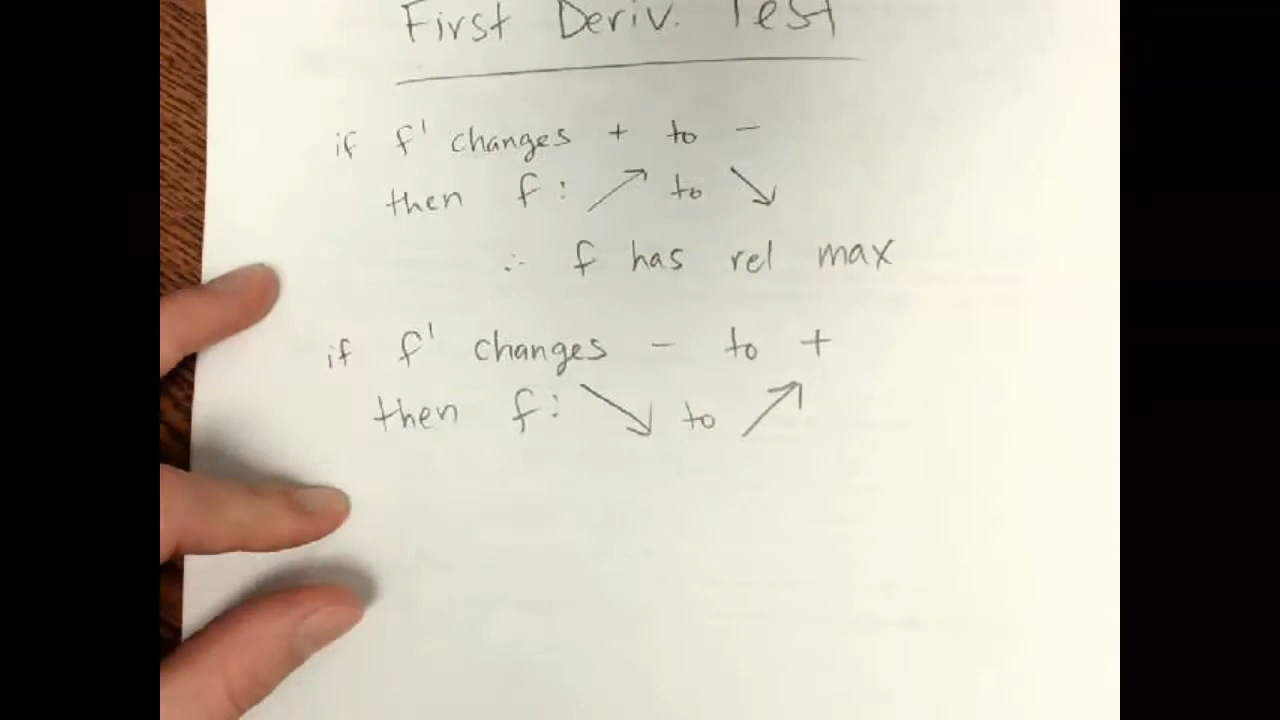 First Deriv. Test
if f' changes + to -
then f: ↗ to ↘
∴ f has rel max
if f' changes - to +
then f: ↘ to ↗